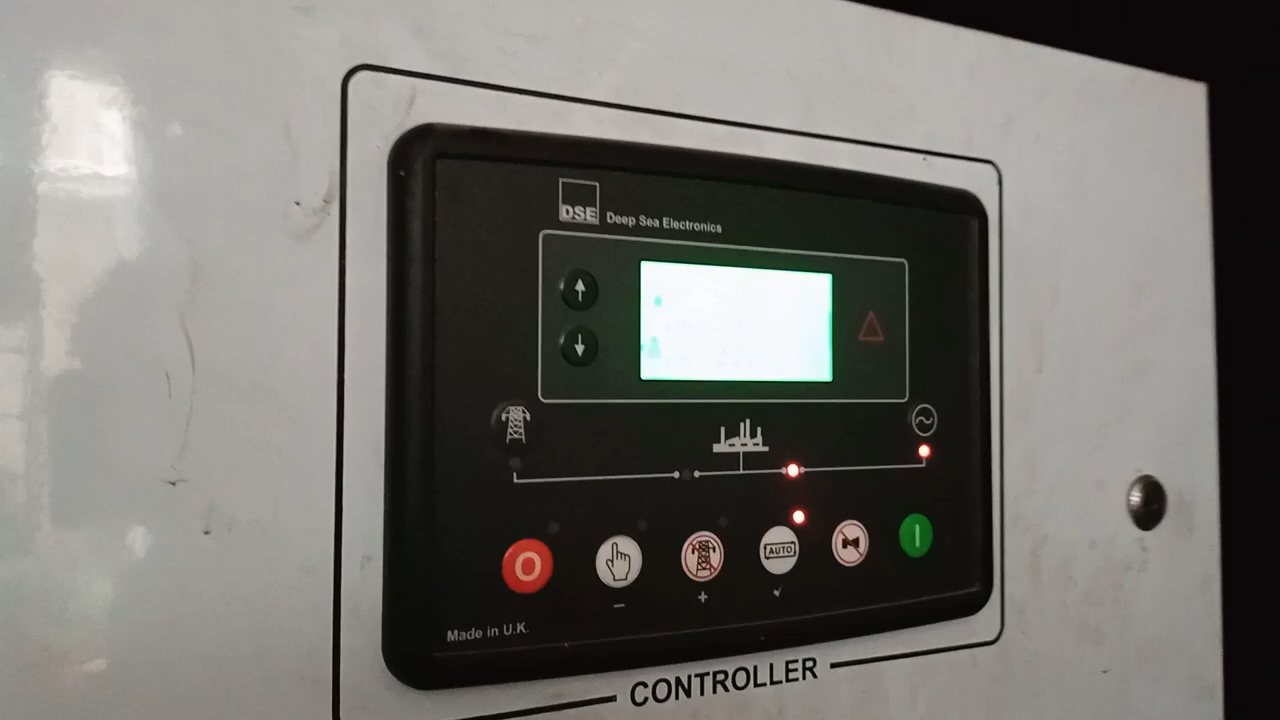 DSE Deep Sea Electronics
O
AUTO
I
− + ✓
Made in U.K.
CONTROLLER